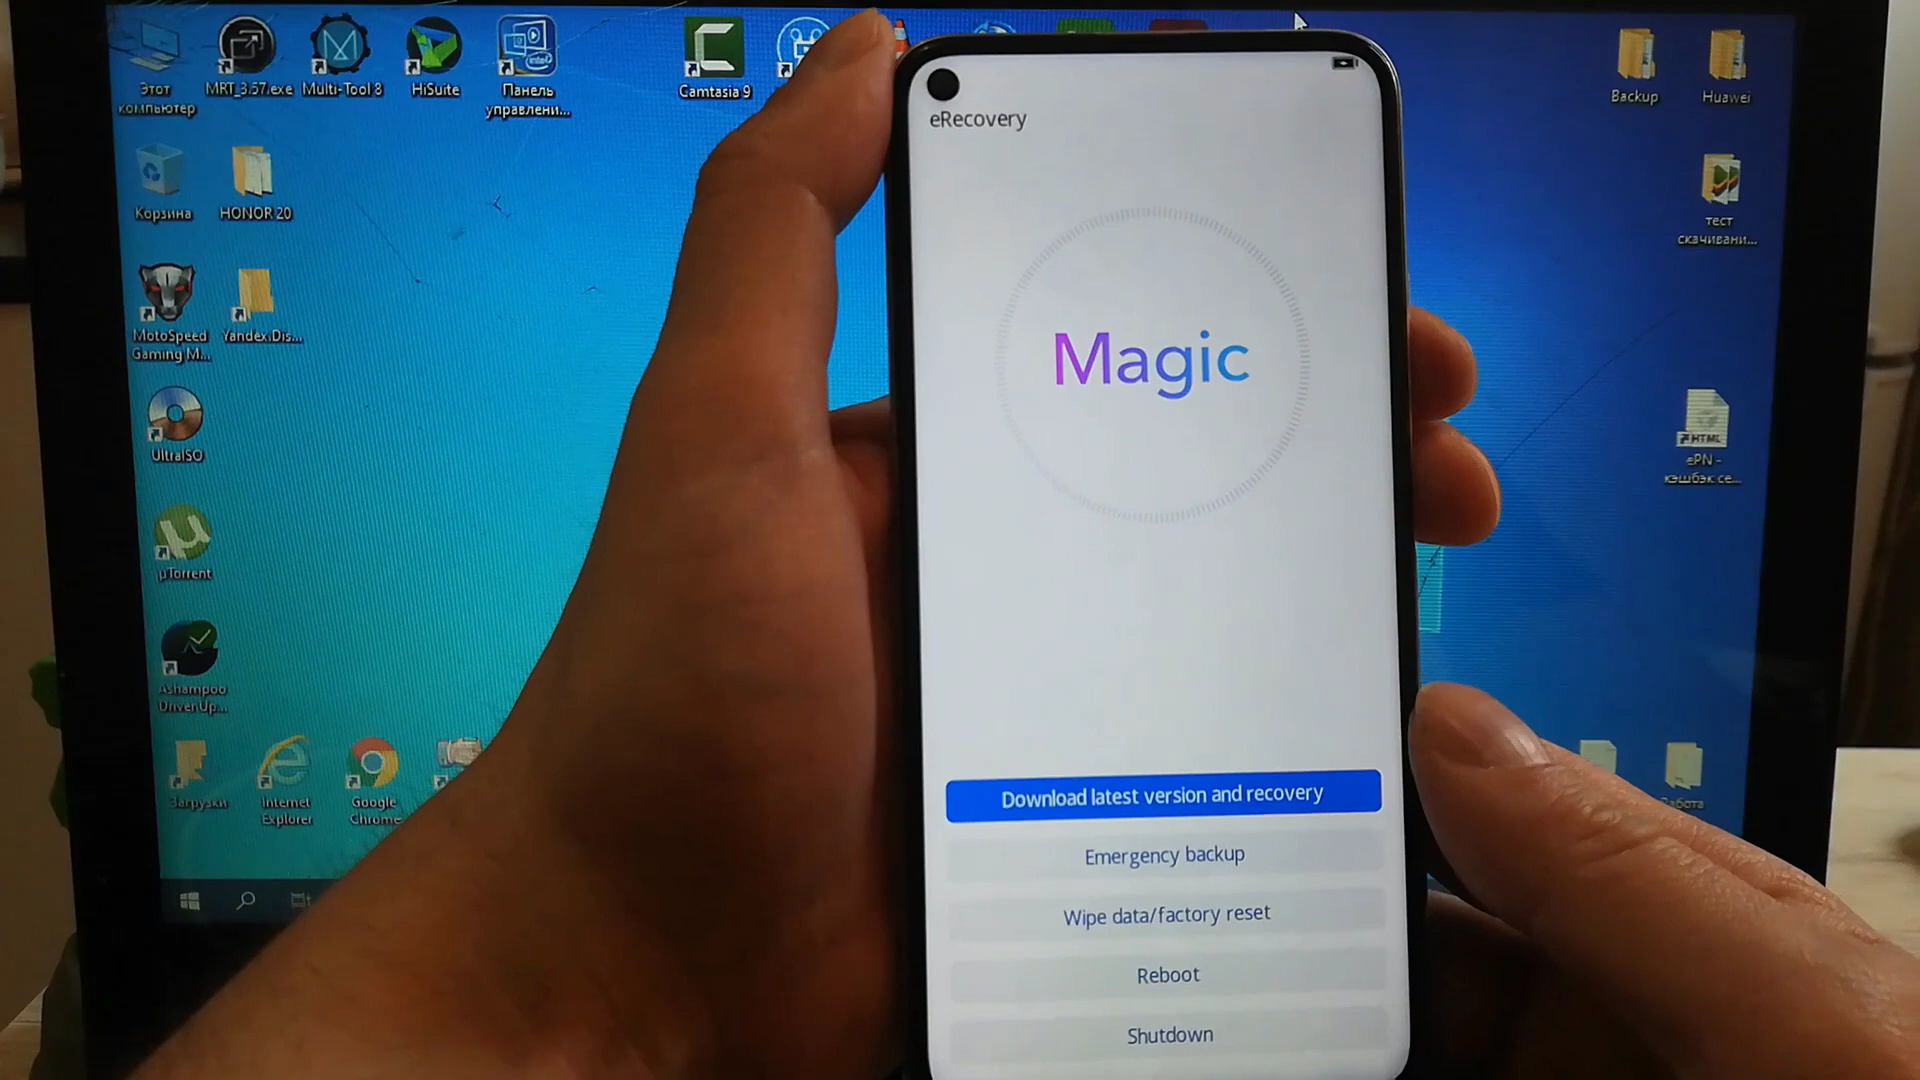 Этот
компьютер
MRT_3.57.exe
Multi-Tool 8
HiSuite
Панель
управлени...
Camtasia 9
Backup
Huawei
Корзина
HONOR 20
тест
скачивани...
MotoSpeed
Gaming M...
Yandex.Dis...
UltraISO
HTML
ePN -
кэшбэк се...
µTorrent
Ashampoo
Driver Up...
Загрузки
Internet
Explorer
Google
Chrome
Работа
eRecovery
Magic
Download latest version and recovery
Emergency backup
Wipe data/factory reset
Reboot
Shutdown